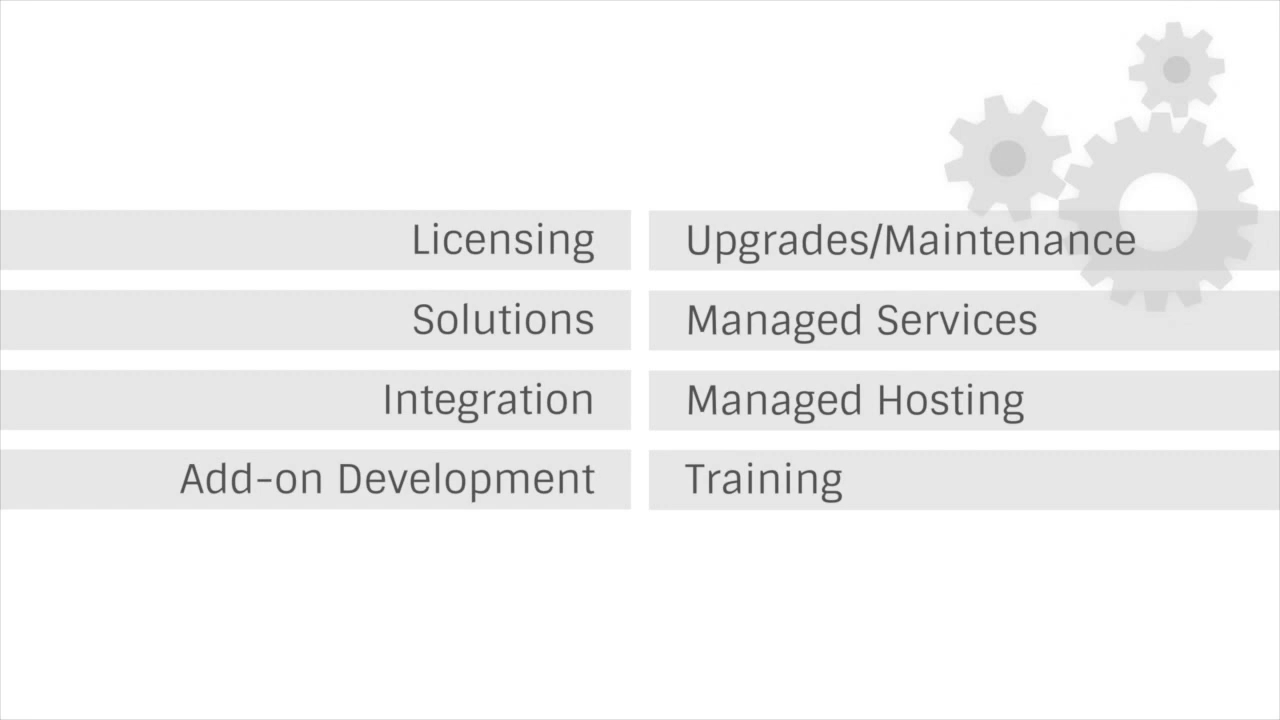 Licensing
Upgrades/Maintenance
Solutions
Managed Services
Integration
Managed Hosting
Add-on Development
Training